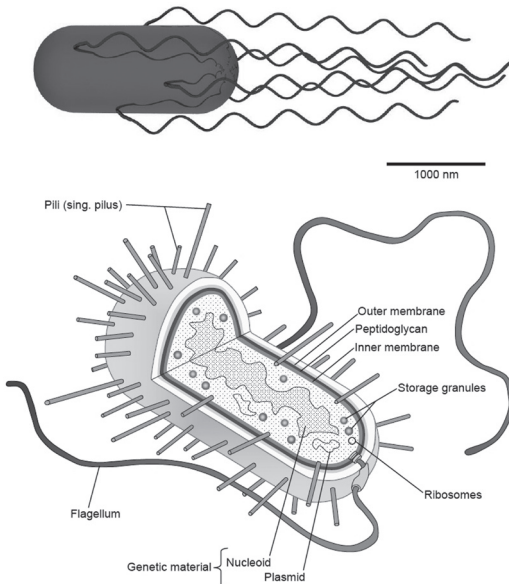 1000 nm
Pili (sing. pilus)
Outer membrane
Peptidoglycan
Inner membrane
Storage granules
Ribosomes
Flagellum
Genetic material
Nucleoid
Plasmid